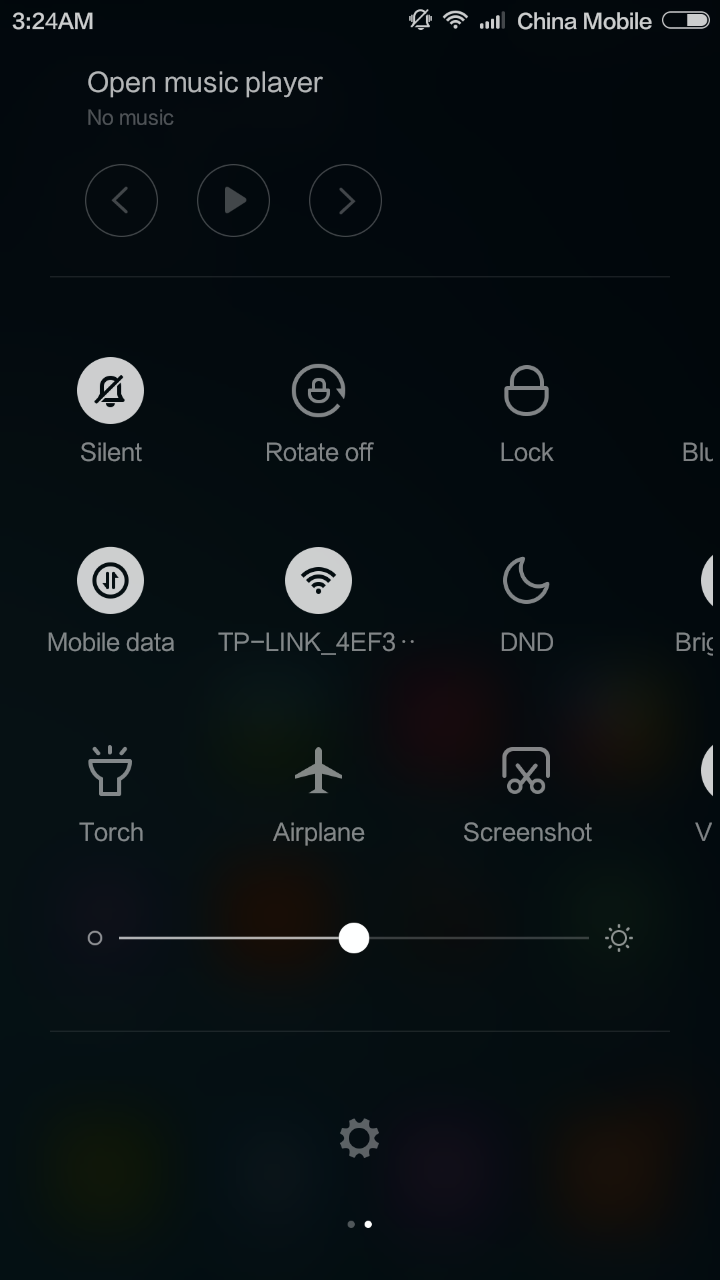 3:24AM China Mobile
Open music player
No music
Silent Rotate off Lock Blu
Mobile data TP-LINK_4EF3·· DND Brig
Torch Airplane Screenshot V